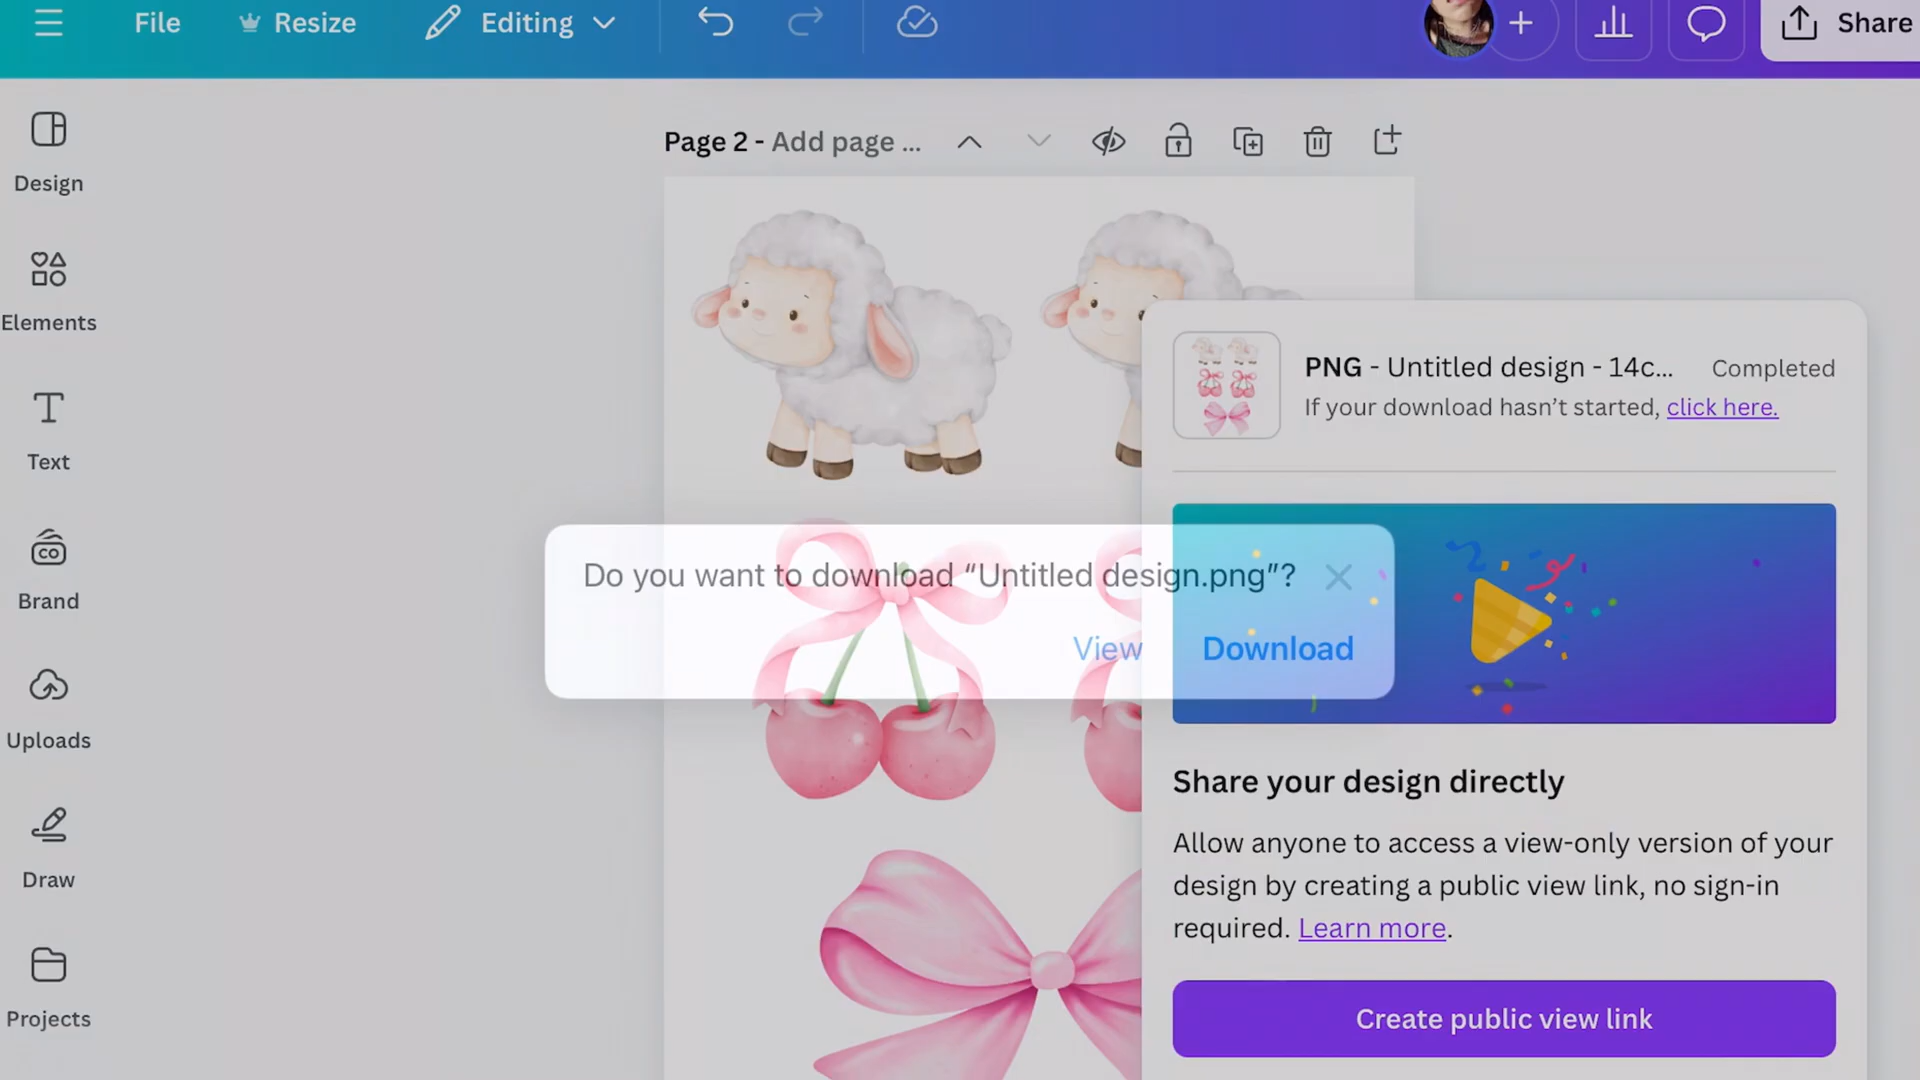 File
Resize
Editing
Share
Design
Elements
Text
Brand
Uploads
Draw
Projects
Page 2 - Add page ...
PNG - Untitled design - 14c...
Completed
If your download hasn’t started, click here.
Do you want to download “Untitled design.png”?
View
Download
Share your design directly
Allow anyone to access a view-only version of your
design by creating a public view link, no sign-in
required. Learn more.
Create public view link